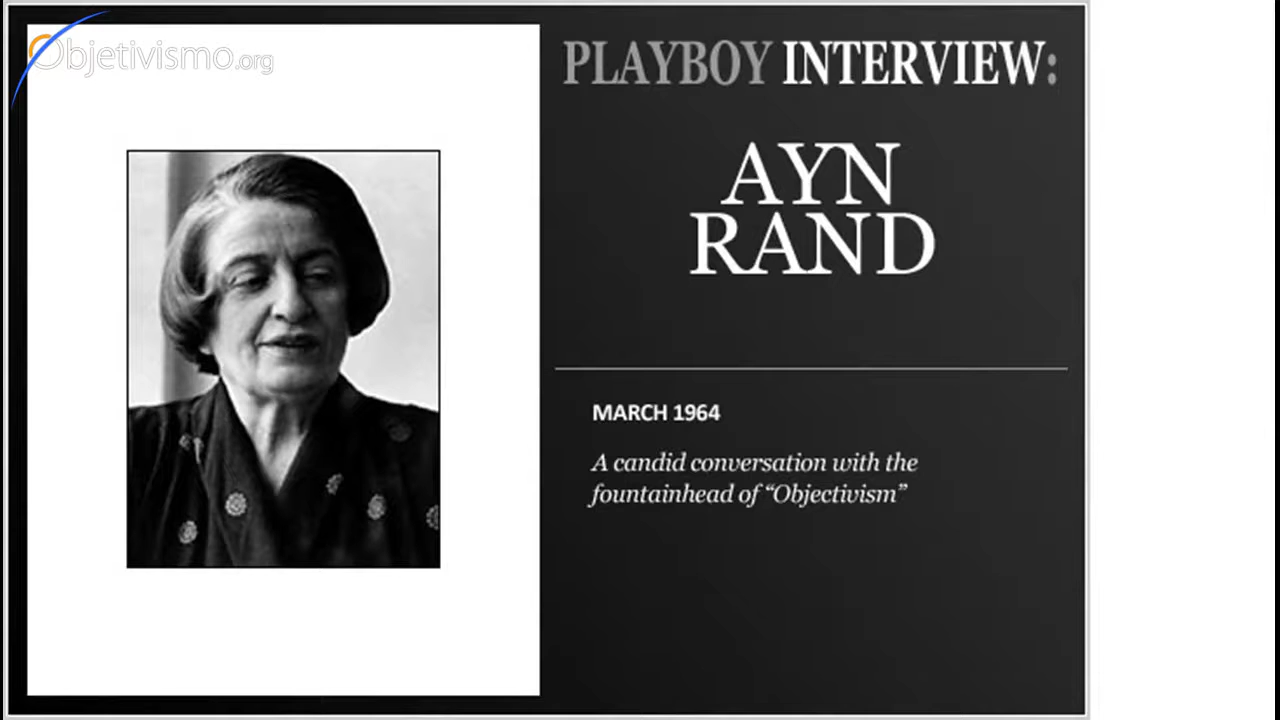 Objetivismo.org
PLAYBOY INTERVIEW:
AYN
RAND
MARCH 1964
A candid conversation with the
fountainhead of “Objectivism”